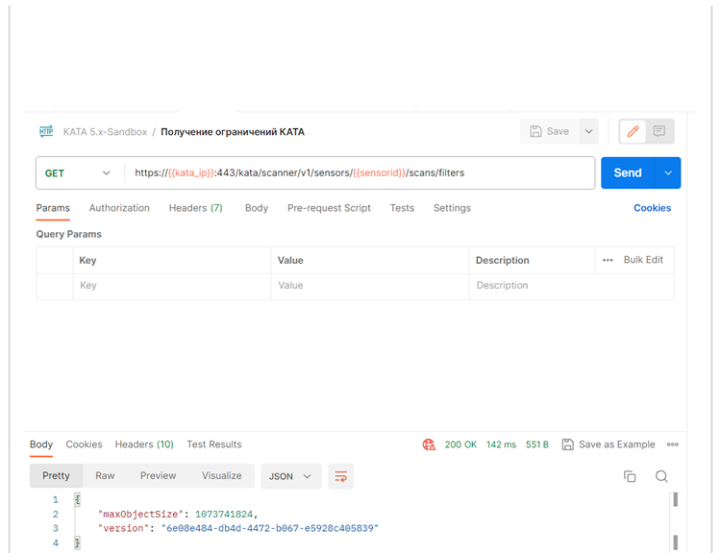 HTTP KATA 5.x-Sandbox / Получение ограничений КАТА Save
GET https://{{kata_ip}}:443/kata/scanner/v1/sensors/{{sensorid}}/scans/filters Send
Params Authorization Headers (7) Body Pre-request Script Tests Settings Cookies
Query Params
Key Value Description ••• Bulk Edit
Key Value Description
Body Cookies Headers (10) Test Results 200 OK 142 ms 551 B Save as Example •••
Pretty Raw Preview Visualize JSON
1 {
2 "maxObjectSize": 1073741824,
3 "version": "6e08e484-db4d-4472-b067-e5928c405839"
4 }